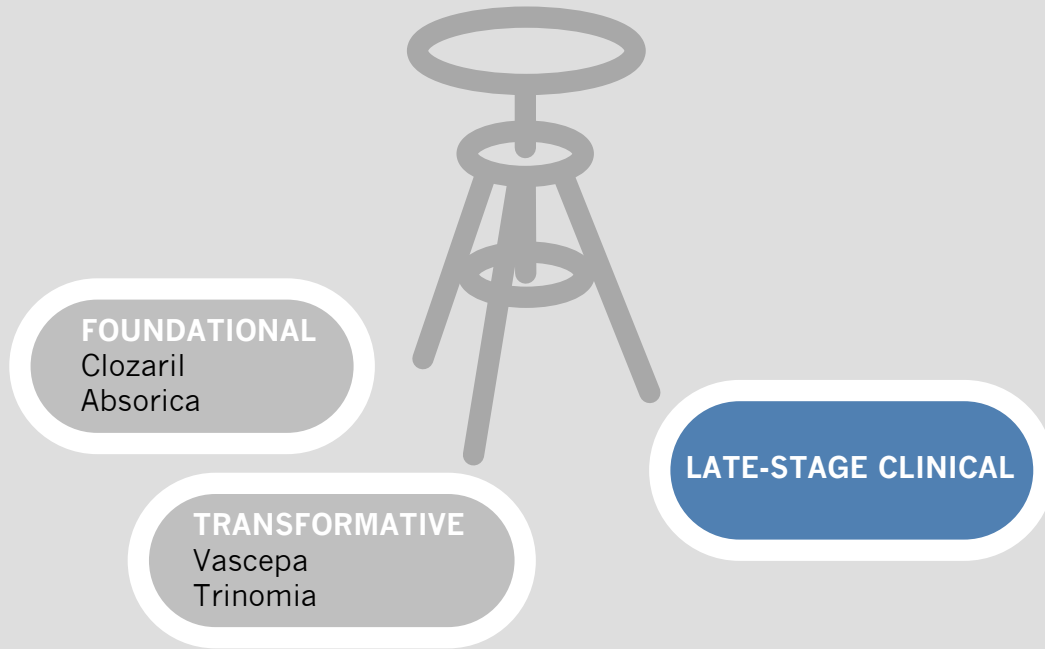 FOUNDATIONAL
Clozaril
Absorica
TRANSFORMATIVE
Vascepa
Trinomia
LATE-STAGE CLINICAL